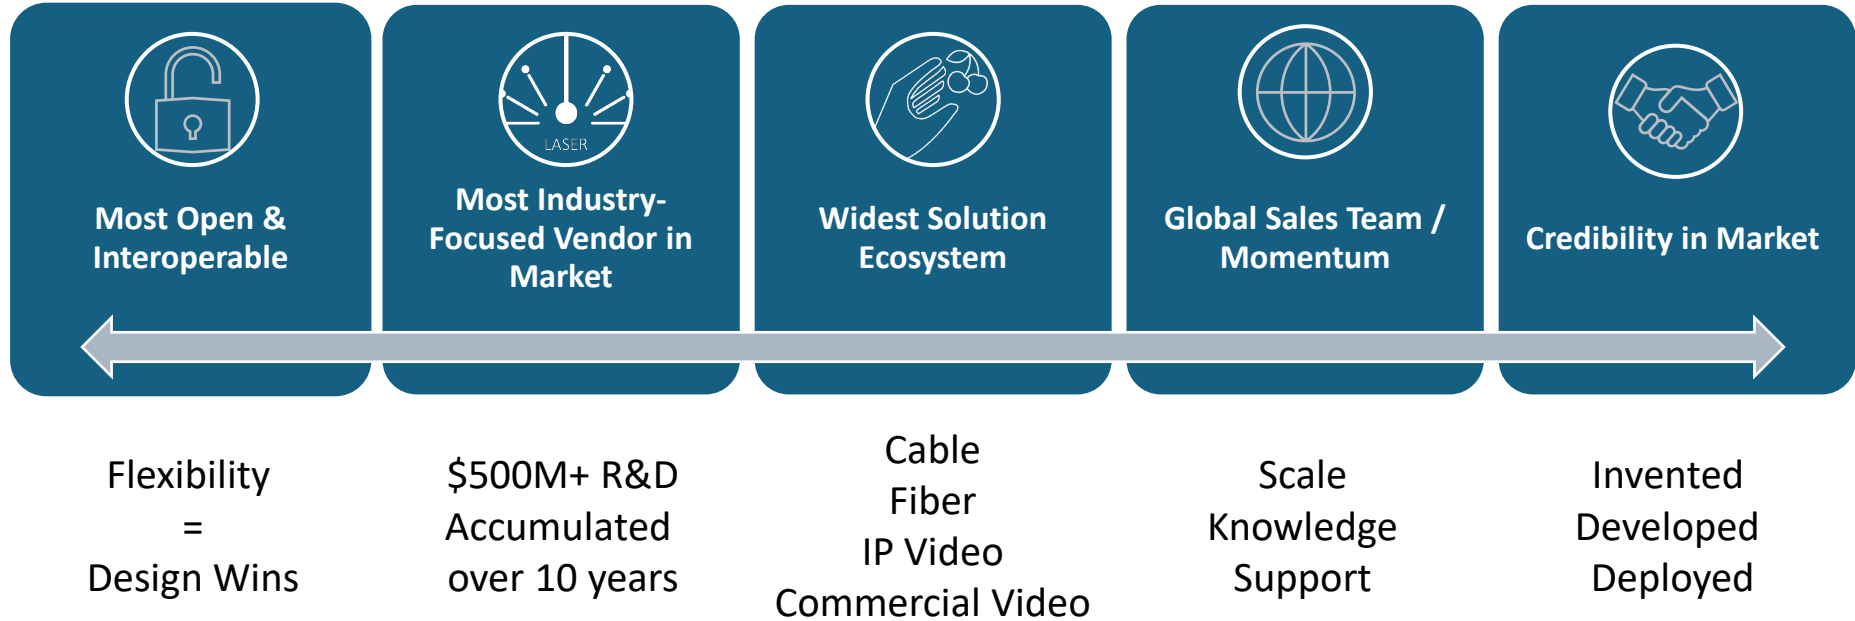 LASER
Most Open &
Interoperable
Most Industry-
Focused Vendor in
Market
Widest Solution
Ecosystem
Global Sales Team /
Momentum
Credibility in Market
Flexibility
=
Design Wins
$500M+ R&D
Accumulated
over 10 years
Cable
Fiber
IP Video
Commercial Video
Scale
Knowledge
Support
Invented
Developed
Deployed